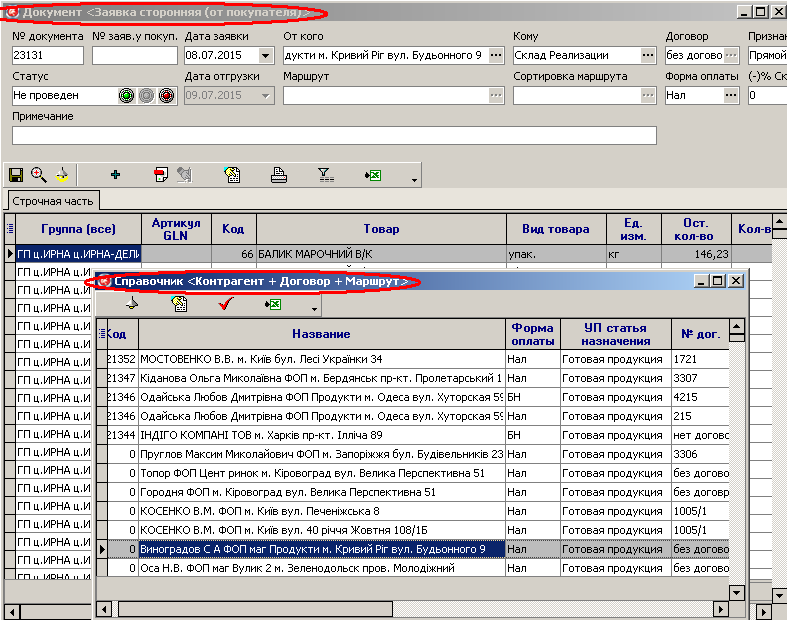 Документ <Заявка сторонняя (от покупателя)>
№ документа № заяв.у покуп. Дата заявки От кого Кому Договор Признан
23131 08.07.2015 дукти м. Кривий Ріг вул. Будьонного 9 Склад Реализации без догово Прямой
Статус Дата отгрузки Маршрут Сортировка маршрута Форма оплаты (-)% Ск
Не проведен 09.07.2015 Нал 0
Примечание
Строчная часть
Группа (все) Артикул GLN Код Товар Вид товара Ед. изм. Ост. кол-во Кол-в
ГП ц.ИРНА ц.ИРНА-ДЕЛИ 66 БАЛИК МАРОЧНИЙ В/К упак. кг 146,23
ГП ц.ИРНА ц.И
Справочник <Контрагент + Договор + Маршрут>
ГП ц.ИРНА ц.И
ГП ц.ИРНА ц.И
Код Название Форма оплаты УП статья назначения № дог.
ГП ц.ИРНА ц.И
21352 МОСТОВЕНКО В.В. м. Київ бул. Лесі Українки 34 Нал Готовая продукция 1721
ГП ц.ИРНА ц.И
21347 Кіданова Ольга Миколаївна ФОП м. Бердянськ пр-кт. Пролетарський 1 Нал Готовая продукция 3307
ГП ц.ИРНА ц.И
21346 Одайська Любов Дмитрівна ФОП Продукти м. Одеса вул. Хуторская 59 БН Готовая продукция 4215
ГП ц.ИРНА ц.И
21346 Одайська Любов Дмитрівна ФОП Продукти м. Одеса вул. Хуторская 59 Нал Готовая продукция 215
ГП ц.ИРНА ц.И
21344 ІНДІГО КОМПАНІ ТОВ м. Харків пр-кт. Ілліча 89 БН Готовая продукция нет догово
ГП ц.ИРНА ц.И
0 Пруглов Максим Миколайович ФОП м. Запоріжжя бул. Будівельників 23 Нал Готовая продукция 3306
ГП ц.ИРНА ц.И
0 Топор ФОП Цент ринок м. Кіровоград вул. Велика Перспективна 51 Нал Готовая продукция без догово
ГП ц.ИРНА ц.И
0 Городня ФОП м. Кіровоград вул. Велика Перспективна 51 Нал Готовая продукция без договр
ГП ц.ИРНА ц.И
0 КОСЕНКО В.М. ФОП м. Київ вул. Печеніжська 8 Нал Готовая продукция 1005/1
ГП ц.ИРНА ц.И
0 КОСЕНКО В.М. ФОП м. Київ вул. 40 річчя Жовтня 108/1Б Нал Готовая продукция 1005/1
ГП ц.ИРНА ц.И
0 Виноградов С А ФОП маг Продукти м. Кривий Ріг вул. Будьонного 9 Нал Готовая продукция без догово
ГП ц.ИРНА ц.И
0 Оса Н.В. ФОП маг Вулик 2 м. Зеленодольск пров. Молодіжний Нал Готовая продукция без догово
ГП ц.ИРНА ц.И